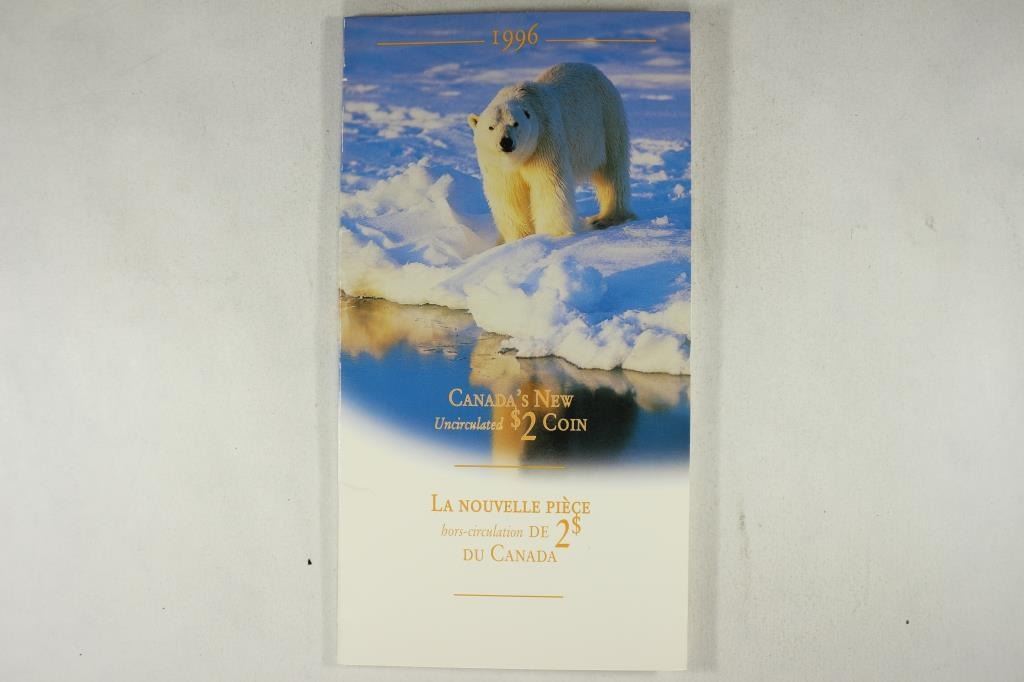 1996
CANADA'S NEW
Uncirculated $2 COIN
LA NOUVELLE PIÈCE
hors-circulation DE 2$
DU CANADA